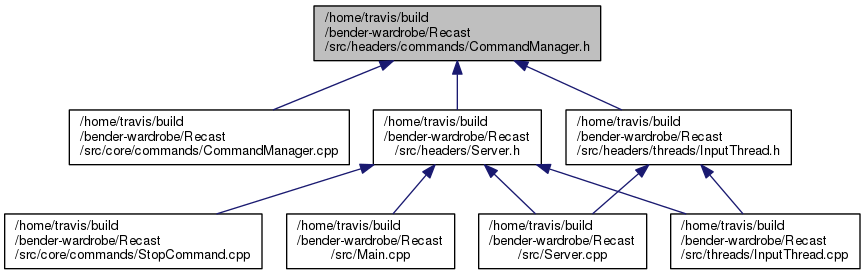 /home/travis/build
/bender-wardrobe/Recast
/src/headers/commands/CommandManager.h
/home/travis/build
/bender-wardrobe/Recast
/src/core/commands/CommandManager.cpp
/home/travis/build
/bender-wardrobe/Recast
/src/headers/Server.h
/home/travis/build
/bender-wardrobe/Recast
/src/headers/threads/InputThread.h
/home/travis/build
/bender-wardrobe/Recast
/src/core/commands/StopCommand.cpp
/home/travis/build
/bender-wardrobe/Recast
/src/Main.cpp
/home/travis/build
/bender-wardrobe/Recast
/src/Server.cpp
/home/travis/build
/bender-wardrobe/Recast
/src/threads/InputThread.cpp